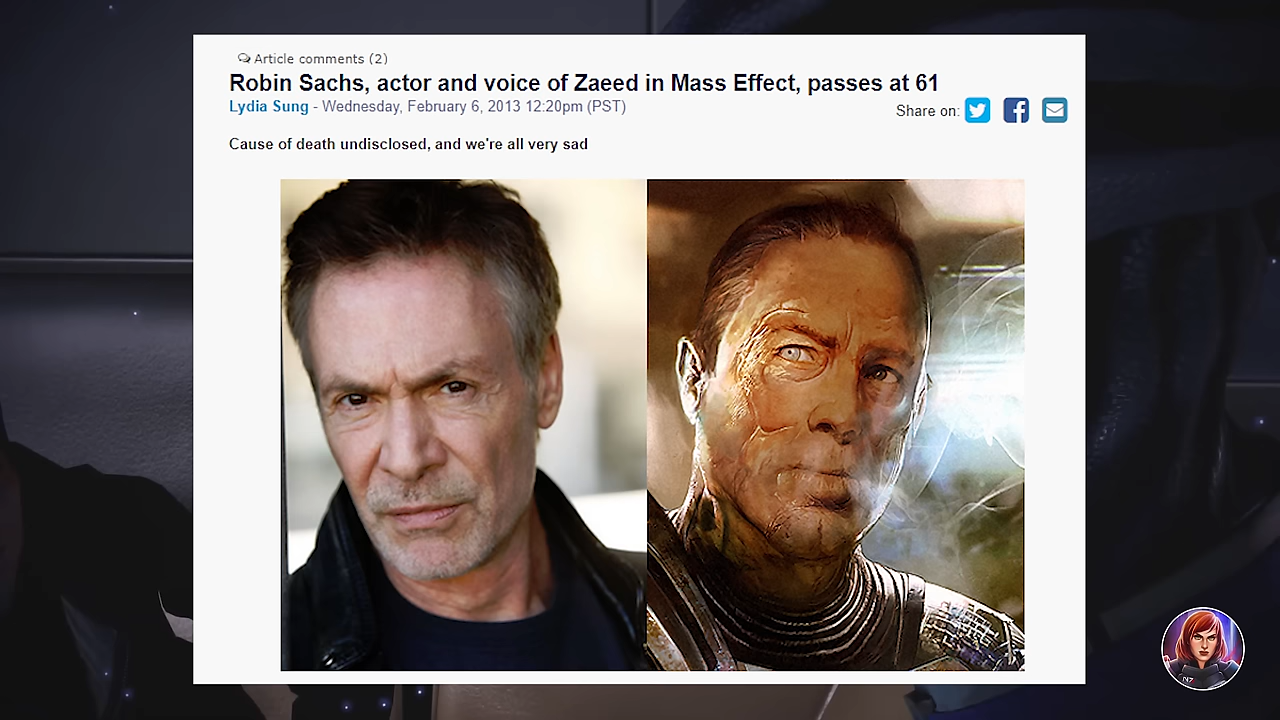 Article comments (2)
Robin Sachs, actor and voice of Zaeed in Mass Effect, passes at 61
Lydia Sung - Wednesday, February 6, 2013 12:20pm (PST)
Share on:
Cause of death undisclosed, and we're all very sad
N7